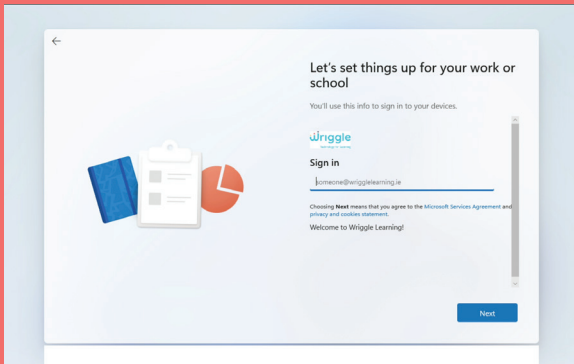 Let's set things up for your work or
school
You'll use this info to sign in to your devices.
wriggle
Sign in
someone@wrigglelearning.ie
Choosing Next means that you agree to the Microsoft Services Agreement and
privacy and cookies statement.
Welcome to Wriggle Learning!
Next